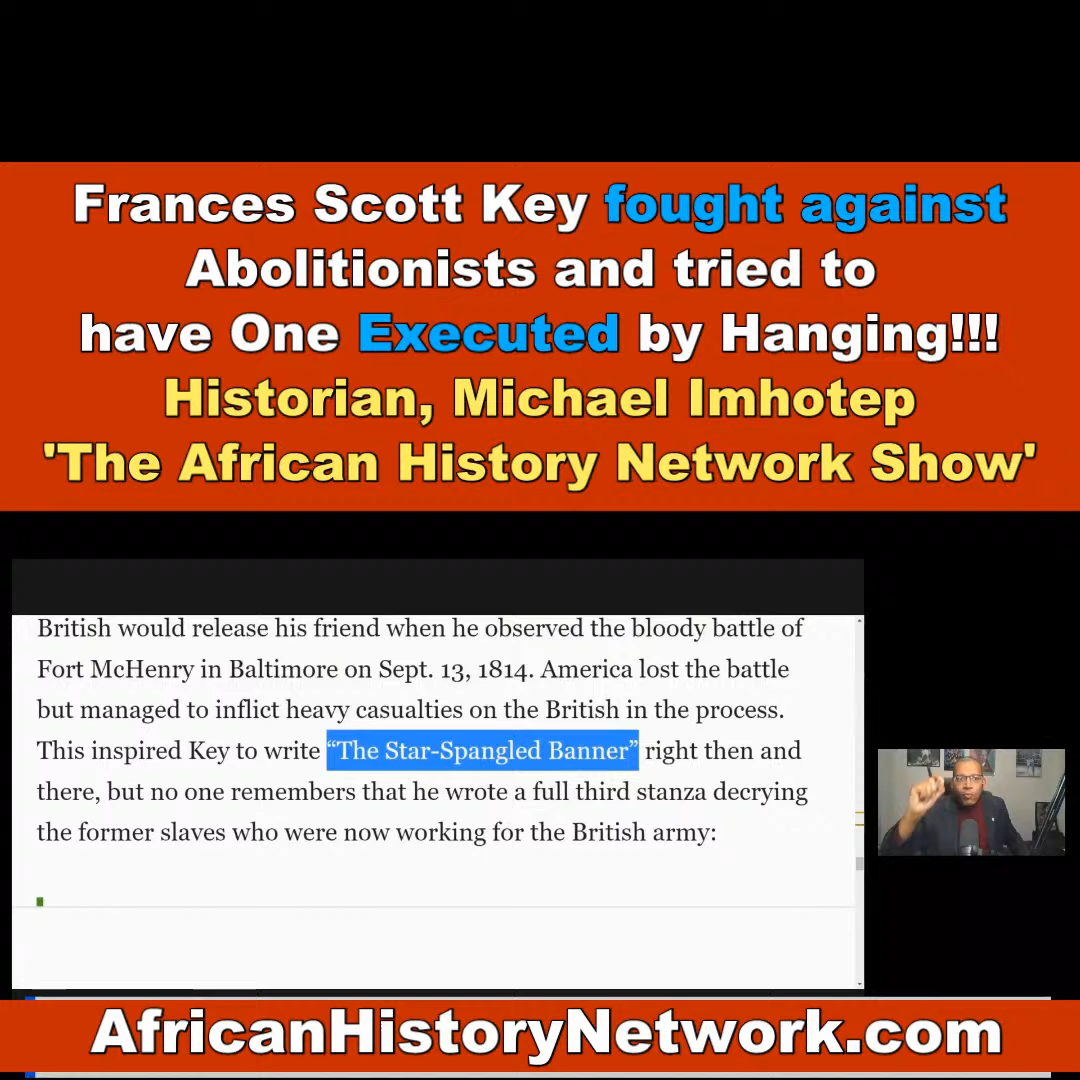 Frances Scott Key fought against
Abolitionists and tried to
have One Executed by Hanging!!!
Historian, Michael Imhotep
'The African History Network Show'
British would release his friend when he observed the bloody battle of
Fort McHenry in Baltimore on Sept. 13, 1814. America lost the battle
but managed to inflict heavy casualties on the British in the process.
This inspired Key to write “The Star-Spangled Banner” right then and
there, but no one remembers that he wrote a full third stanza decrying
the former slaves who were now working for the British army:
AfricanHistoryNetwork.com